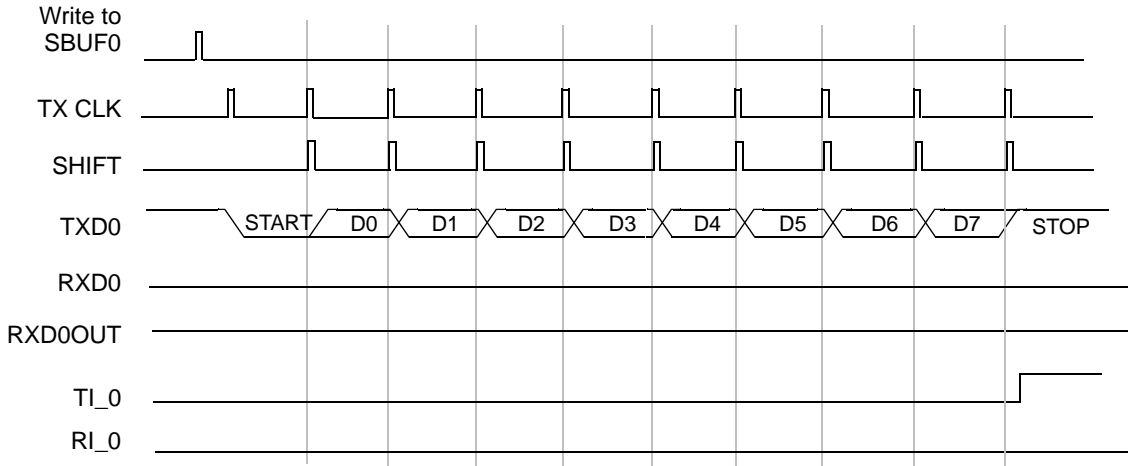 Write to
SBUF0
TX CLK
SHIFT
TXD0
START D0 D1 D2 D3 D4 D5 D6 D7 STOP
RXD0
RXD0OUT
TI_0
RI_0